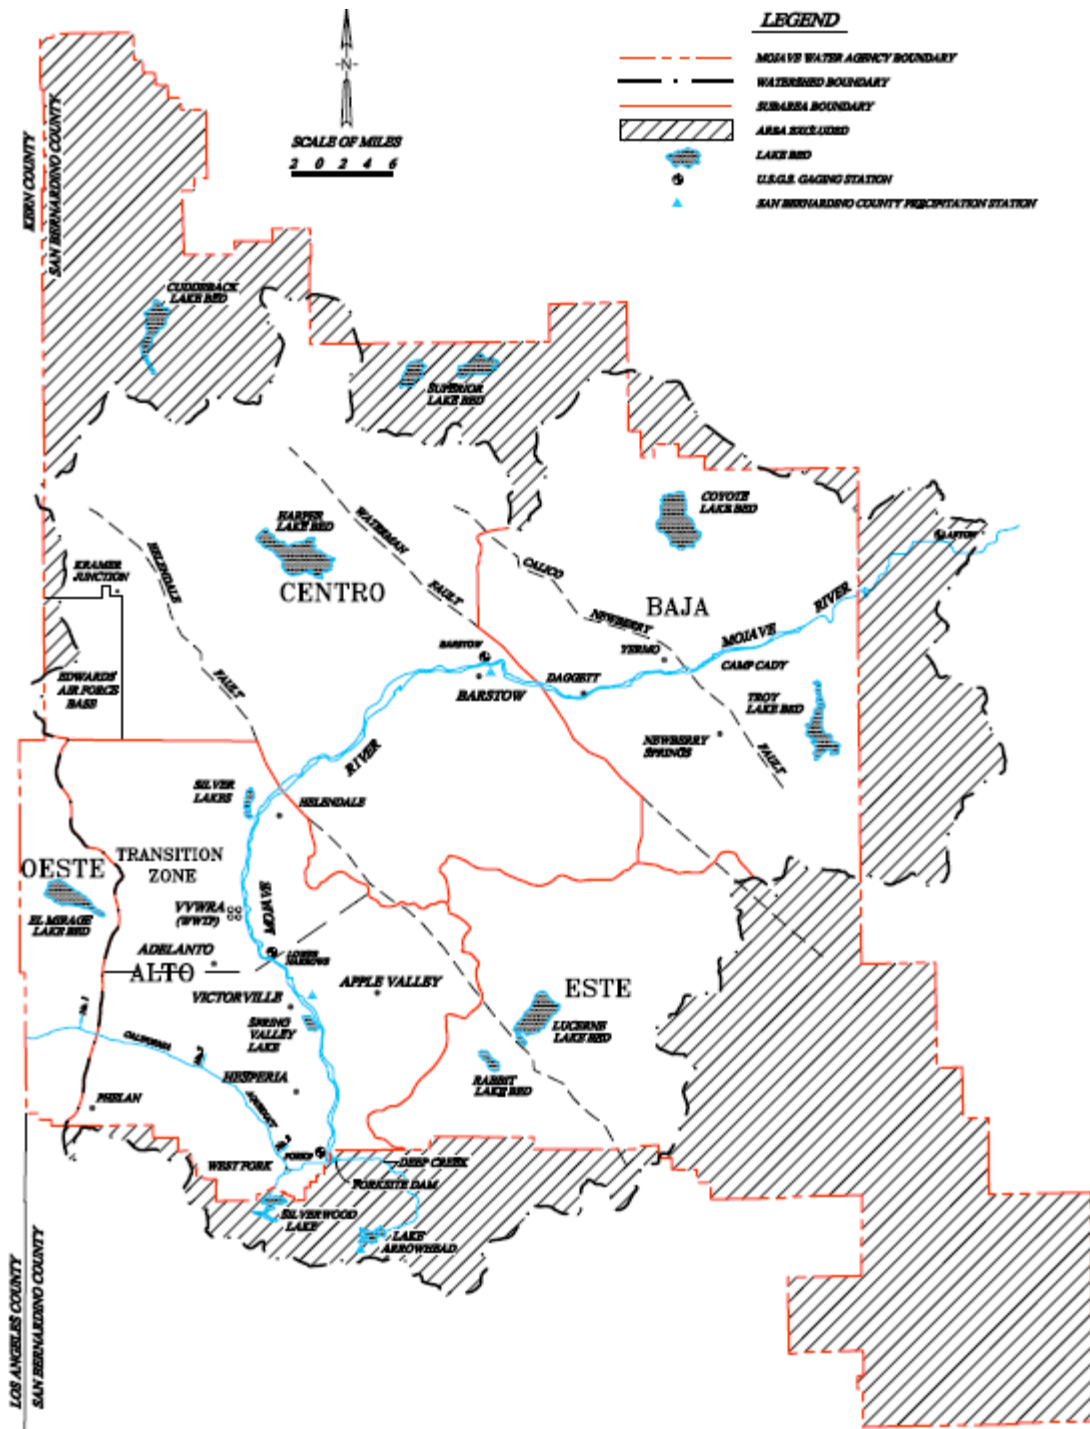 LEGEND
MOJAVE WATER AGENCY BOUNDARY
WATERSHED BOUNDARY
SUBAREA BOUNDARY
AREA EXCLUDED
LAKE BED
U.S.G.S. GAGING STATION
SAN BERNARDINO COUNTY PRECIPITATION STATION
N
SCALE OF MILES
2 0 2 4 6
KERN COUNTY
SAN BERNARDINO COUNTY
CUDDEBACK
LAKE BED
SUPERIOR
LAKE BED
COYOTE
LAKE BED
HARPER
LAKE BED
WATERMAN
FAULT
CALICO
NEWBERRY
FAULT
HELENDALE
FAULT
KRAMER
JUNCTION
CENTRO
BAJA
AFTON
MOJAVE
RIVER
BARSTOW
BARSTOW
YERMO
DAGGETT
CAMP CADY
TROY
LAKE BED
NEWBERRY
SPRINGS
EDWARDS
AIR FORCE
BASE
RIVER
SILVER
LAKES
HELENDALE
OESTE
TRANSITION
ZONE
EL MIRAGE
LAKE BED
VVWRA
(WWTP)
MOJAVE
LOWER
NARROWS
ADELANTO
ALTO
VICTORVILLE
APPLE VALLEY
ESTE
SPRING
VALLEY
LAKE
LUCERNE
LAKE BED
RABBIT
LAKE BED
CALIFORNIA
AQUEDUCT
HESPERIA
PHELAN
WEST FORK
FORKS
DEEP CREEK
FORKSITE DAM
SILVERWOOD
LAKE
LAKE
ARROWHEAD
LOS ANGELES COUNTY
SAN BERNARDINO COUNTY